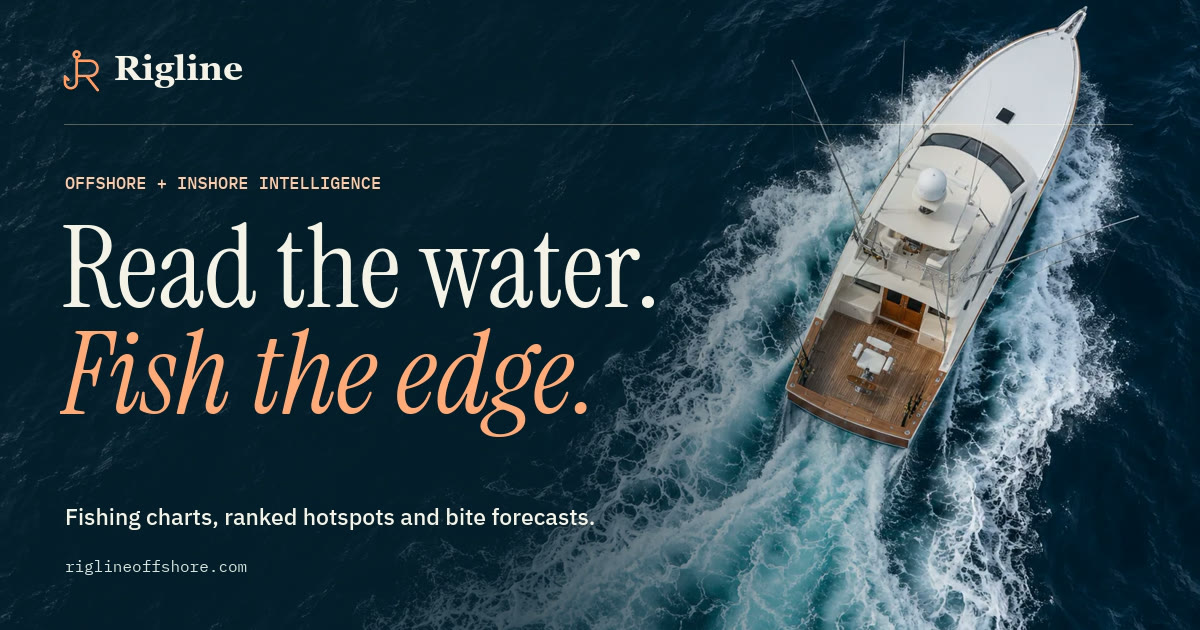 Rigline
OFFSHORE + INSHORE INTELLIGENCE
Read the water.
Fish the edge.
Fishing charts, ranked hotspots and bite forecasts.
riglineoffshore.com